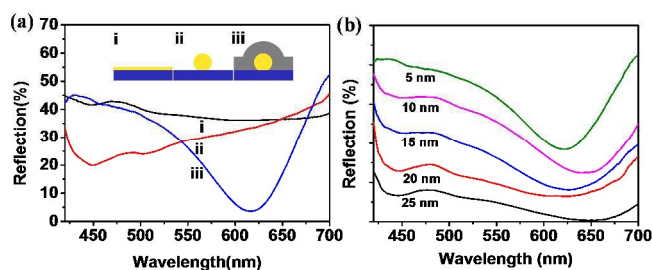 (a)
Reflection(%)
70
60
50
40
30
20
10
0
i
ii
iii
i
ii
iii
450
500
550
600
650
700
Wavelength(nm)
(b)
Reflection (%)
5 nm
10 nm
15 nm
20 nm
25 nm
450
500
550
600
650
700
Wavelength (nm)